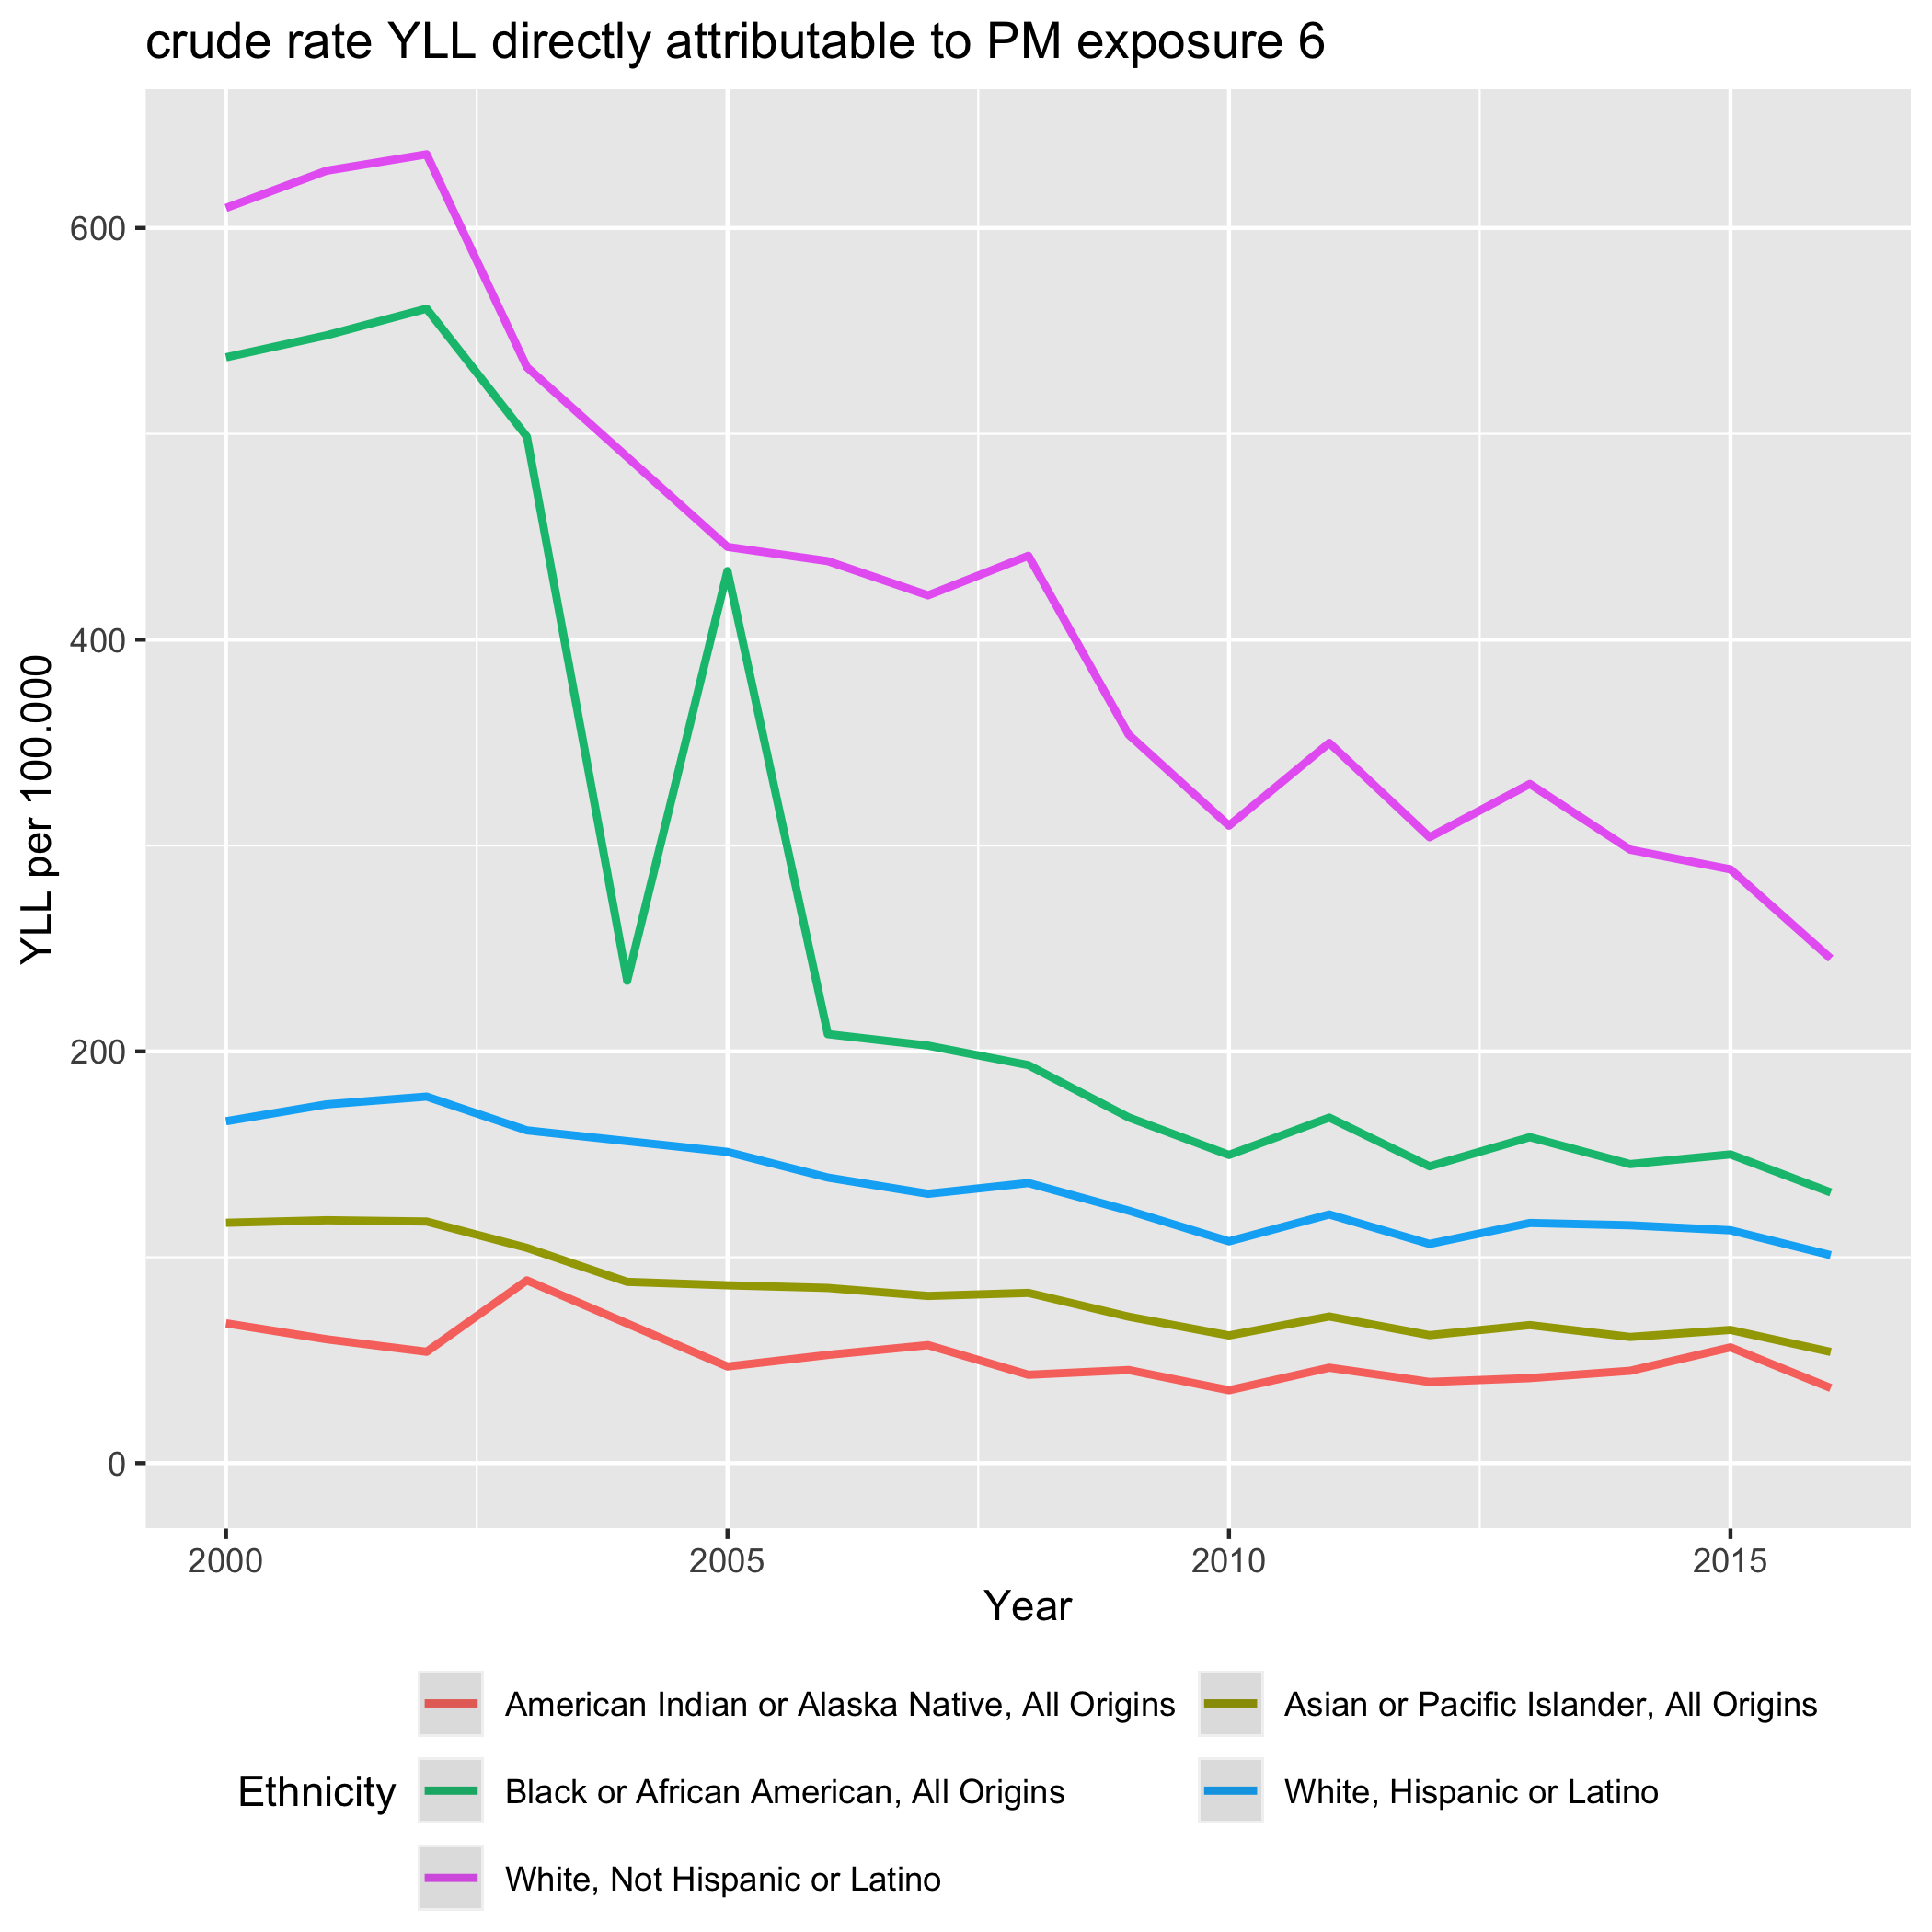 crude rate YLL directly attributable to PM exposure 6
YLL per 100.000
600
400
200
0
2000 2005 2010 2015
Year
Ethnicity
American Indian or Alaska Native, All Origins
Asian or Pacific Islander, All Origins
Black or African American, All Origins
White, Hispanic or Latino
White, Not Hispanic or Latino